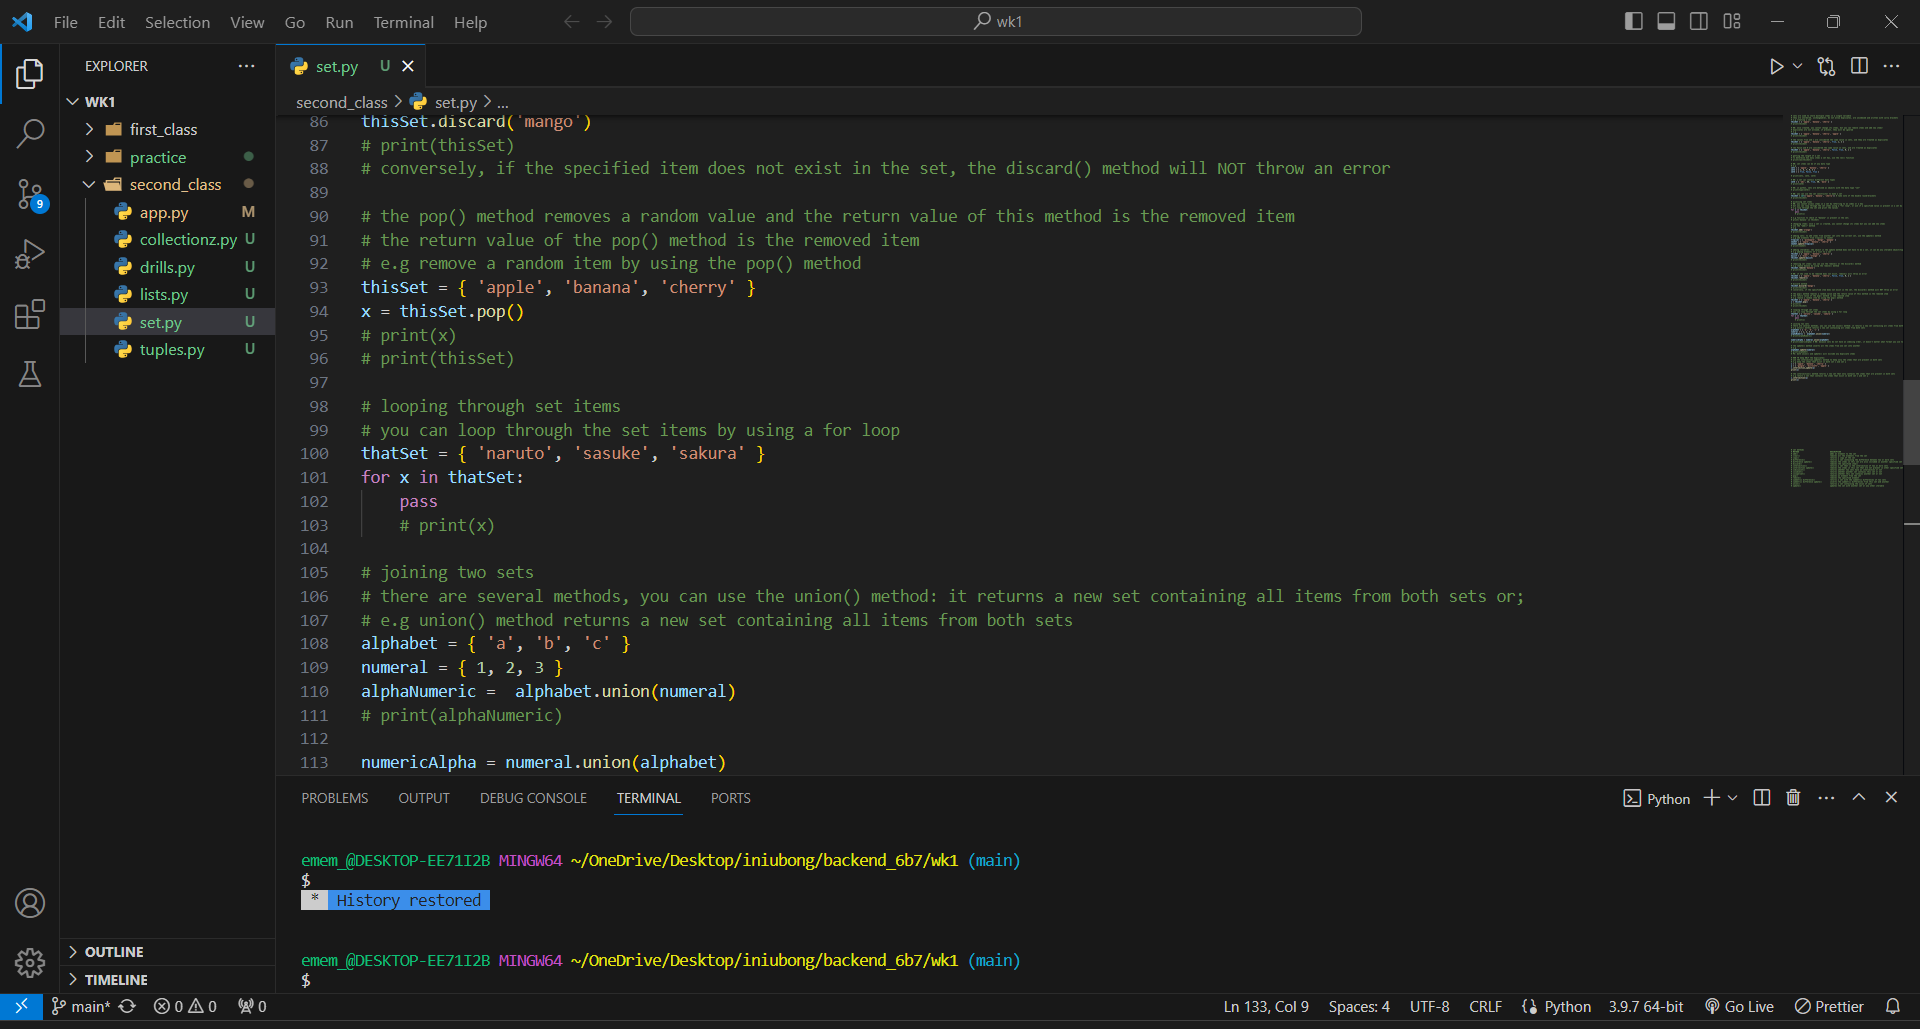 File Edit Selection View Go Run Terminal Help
wk1
EXPLORER
set.py U
WK1
second_class > set.py > ...
first_class
practice
second_class
app.py M
collectionz.py U
drills.py U
lists.py U
set.py U
tuples.py U
9
86 thisSet.discard('mango')
87 # print(thisSet)
88 # conversely, if the specified item does not exist in the set, the discard() method will NOT throw an error
89
90 # the pop() method removes a random value and the return value of this method is the removed item
91 # the return value of the pop() method is the removed item
92 # e.g remove a random item by using the pop() method
93 thisSet = { 'apple', 'banana', 'cherry' }
94 x = thisSet.pop()
95 # print(x)
96 # print(thisSet)
97
98 # looping through set items
99 # you can loop through the set items by using a for loop
100 thatSet = { 'naruto', 'sasuke', 'sakura' }
101 for x in thatSet:
102     pass
103     # print(x)
104
105 # joining two sets
106 # there are several methods, you can use the union() method: it returns a new set containing all items from both sets or;
107 # e.g union() method returns a new set containing all items from both sets
108 alphabet = { 'a', 'b', 'c' }
109 numeral = { 1, 2, 3 }
110 alphaNumeric =  alphabet.union(numeral)
111 # print(alphaNumeric)
112
113 numericAlpha = numeral.union(alphabet)
PROBLEMS OUTPUT DEBUG CONSOLE TERMINAL PORTS
Python
emem_@DESKTOP-EE71I2B MINGW64 ~/OneDrive/Desktop/iniubong/backend_6b7/wk1 (main)
$
* History restored
emem_@DESKTOP-EE71I2B MINGW64 ~/OneDrive/Desktop/iniubong/backend_6b7/wk1 (main)
$
OUTLINE
TIMELINE
main* 0 0 0
Ln 133, Col 9 Spaces: 4 UTF-8 CRLF Python 3.9.7 64-bit Go Live Prettier